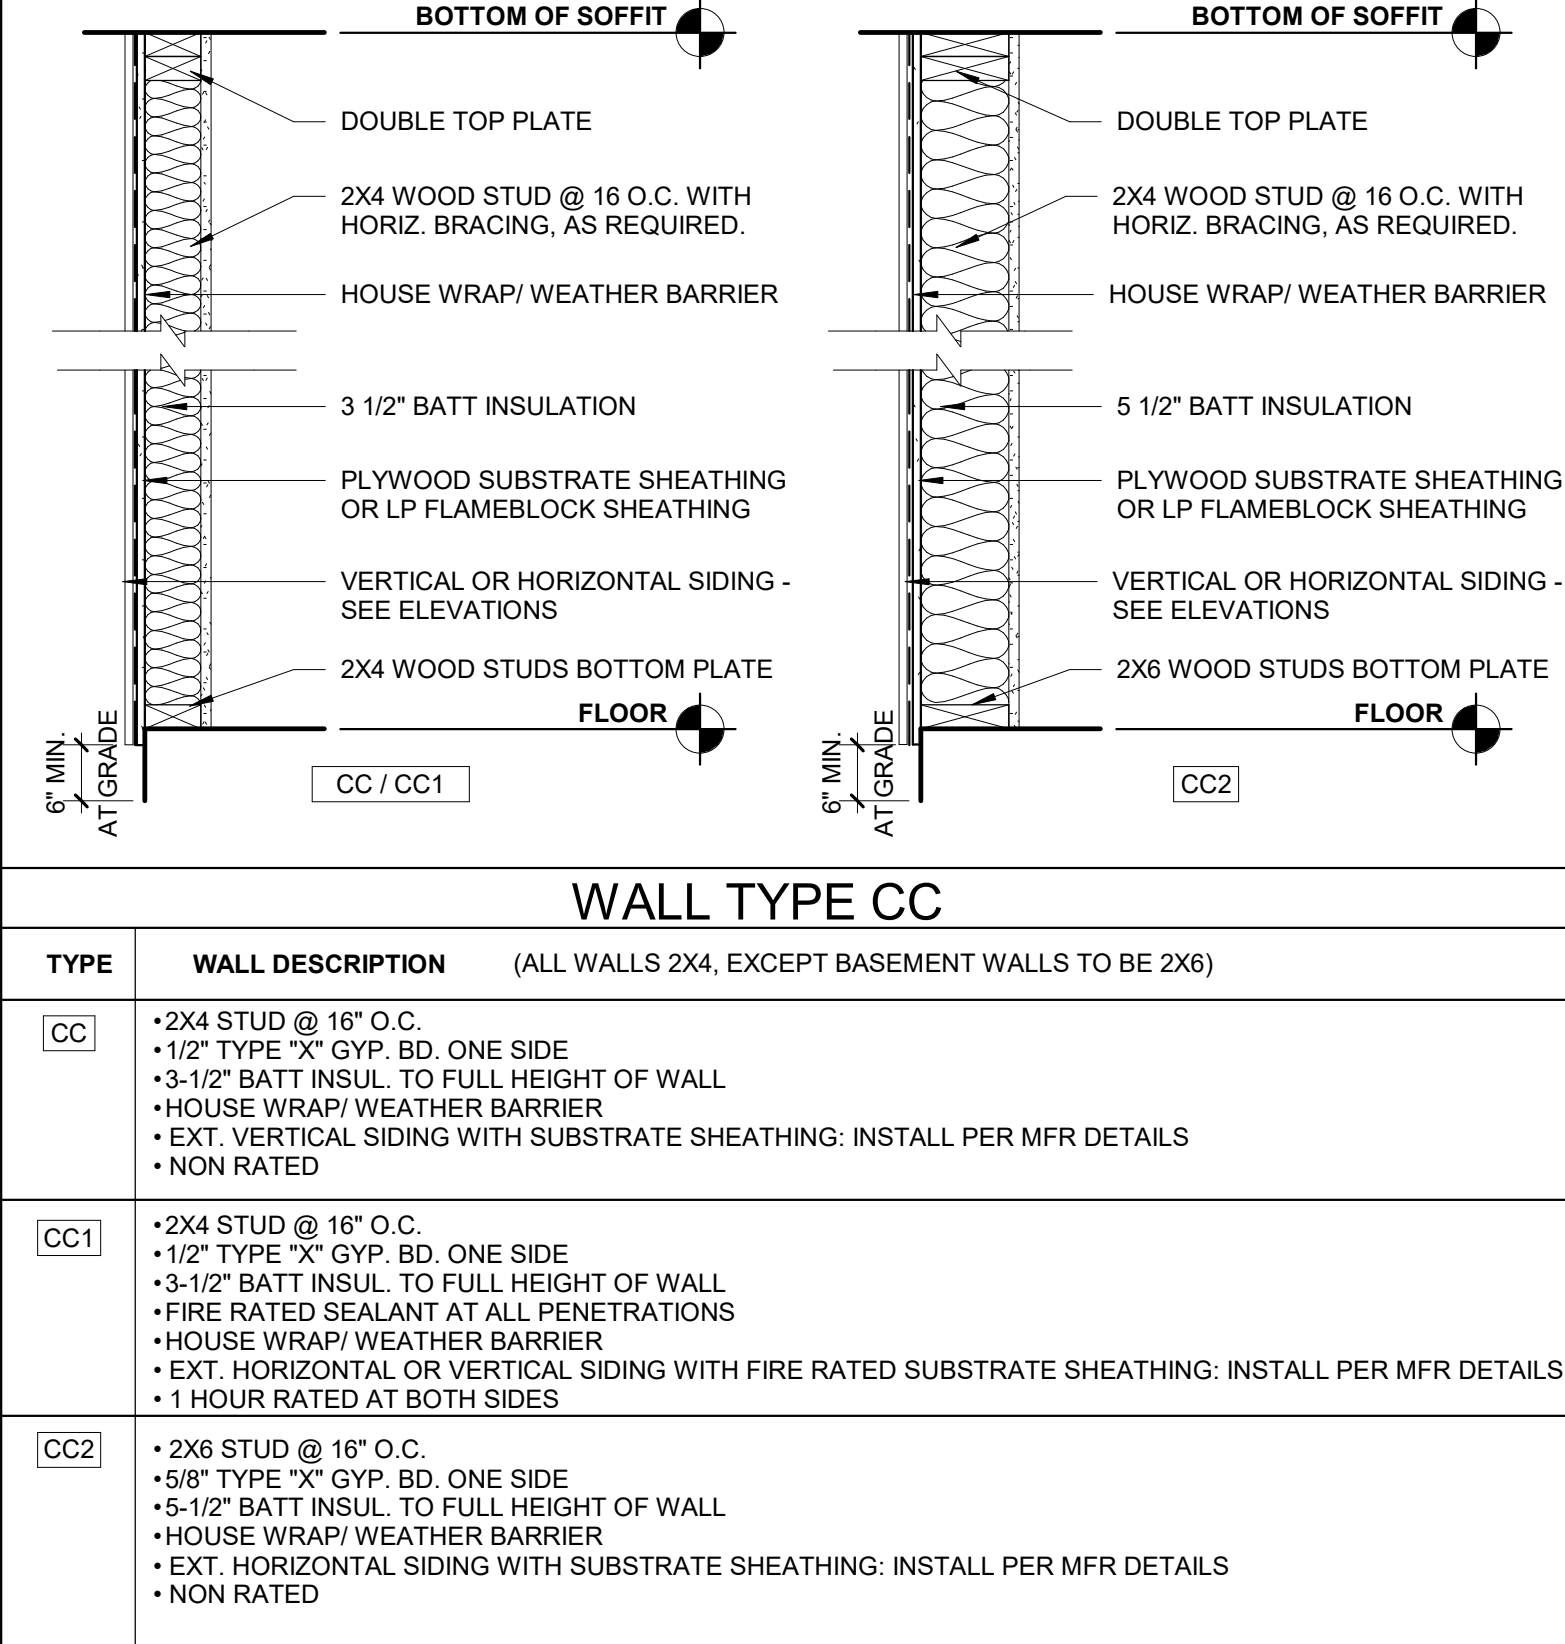 BOTTOM OF SOFFIT
DOUBLE TOP PLATE
2X4 WOOD STUD @ 16 O.C. WITH
HORIZ. BRACING, AS REQUIRED.
HOUSE WRAP/ WEATHER BARRIER
3 1/2" BATT INSULATION
PLYWOOD SUBSTRATE SHEATHING
OR LP FLAMEBLOCK SHEATHING
VERTICAL OR HORIZONTAL SIDING -
SEE ELEVATIONS
2X4 WOOD STUDS BOTTOM PLATE
FLOOR
6" MIN.
AT GRADE
CC / CC1
BOTTOM OF SOFFIT
DOUBLE TOP PLATE
2X4 WOOD STUD @ 16 O.C. WITH
HORIZ. BRACING, AS REQUIRED.
HOUSE WRAP/ WEATHER BARRIER
5 1/2" BATT INSULATION
PLYWOOD SUBSTRATE SHEATHING
OR LP FLAMEBLOCK SHEATHING
VERTICAL OR HORIZONTAL SIDING -
SEE ELEVATIONS
2X6 WOOD STUDS BOTTOM PLATE
FLOOR
6" MIN.
AT GRADE
CC2
WALL TYPE CC
TYPE WALL DESCRIPTION (ALL WALLS 2X4, EXCEPT BASEMENT WALLS TO BE 2X6)
CC
•2X4 STUD @ 16" O.C.
•1/2" TYPE "X" GYP. BD. ONE SIDE
•3-1/2" BATT INSUL. TO FULL HEIGHT OF WALL
•HOUSE WRAP/ WEATHER BARRIER
• EXT. VERTICAL SIDING WITH SUBSTRATE SHEATHING: INSTALL PER MFR DETAILS
• NON RATED
CC1
•2X4 STUD @ 16" O.C.
•1/2" TYPE "X" GYP. BD. ONE SIDE
•3-1/2" BATT INSUL. TO FULL HEIGHT OF WALL
•FIRE RATED SEALANT AT ALL PENETRATIONS
•HOUSE WRAP/ WEATHER BARRIER
• EXT. HORIZONTAL OR VERTICAL SIDING WITH FIRE RATED SUBSTRATE SHEATHING: INSTALL PER MFR DETAILS
• 1 HOUR RATED AT BOTH SIDES
CC2
• 2X6 STUD @ 16" O.C.
•5/8" TYPE "X" GYP. BD. ONE SIDE
•5-1/2" BATT INSUL. TO FULL HEIGHT OF WALL
•HOUSE WRAP/ WEATHER BARRIER
• EXT. HORIZONTAL SIDING WITH SUBSTRATE SHEATHING: INSTALL PER MFR DETAILS
• NON RATED